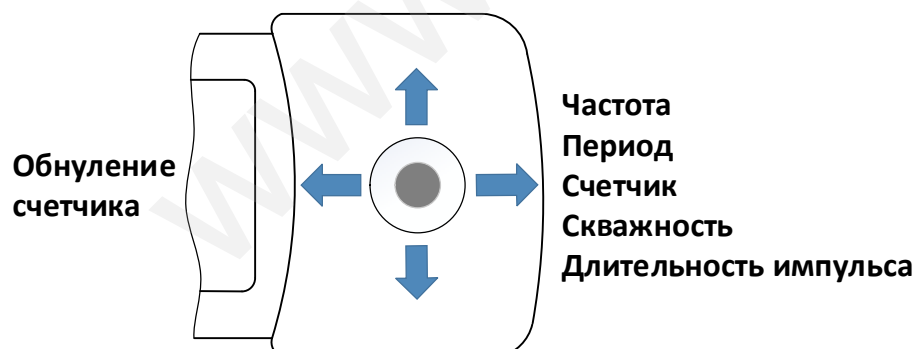 Обнуление
счетчика
Частота
Период
Счетчик
Скважность
Длительность импульса